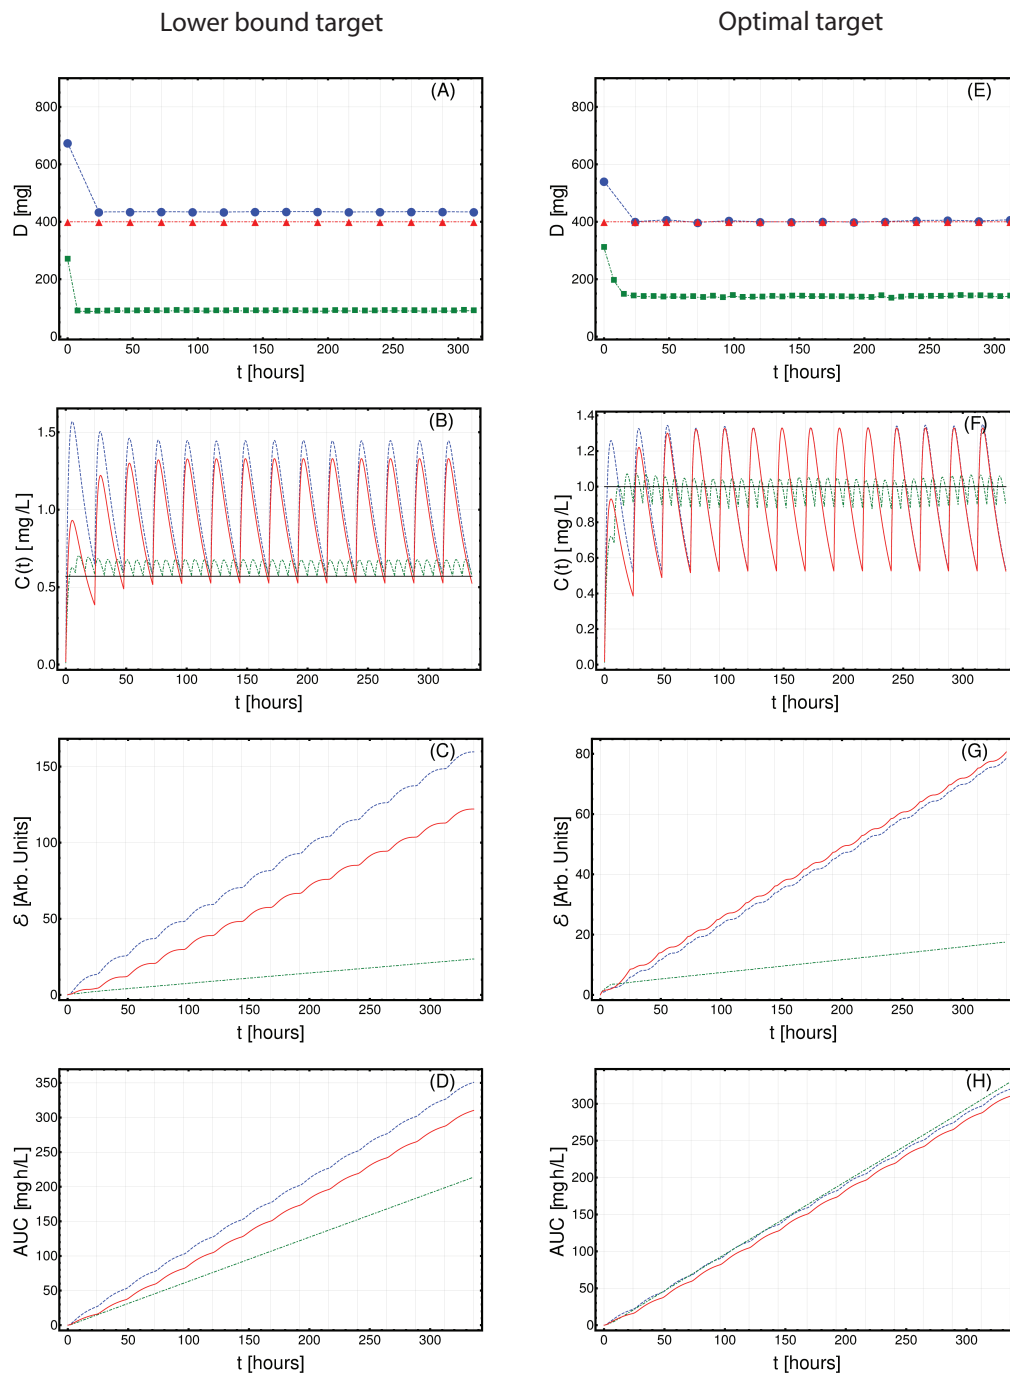 Lower bound target
Optimal target
(A)
800
600
400
200
0
D [mg]
0 50 100 150 200 250 300
t [hours]
(E)
800
600
400
200
0
D [mg]
0 50 100 150 200 250 300
t [hours]
(B)
1.5
1.0
0.5
0.0
C(t) [mg/L]
0 50 100 150 200 250 300
t [hours]
(F)
1.4
1.2
1.0
0.8
0.6
0.4
0.2
0.0
C(t) [mg/L]
0 50 100 150 200 250 300
t [hours]
(C)
150
100
50
0
ℰ [Arb. Units]
0 50 100 150 200 250 300
t [hours]
(G)
80
60
40
20
0
ℰ [Arb. Units]
0 50 100 150 200 250 300
t [hours]
(D)
350
300
250
200
150
100
50
0
AUC [mgh/L]
0 50 100 150 200 250 300
t [hours]
(H)
300
250
200
150
100
50
0
AUC [mgh/L]
0 50 100 150 200 250 300
t [hours]